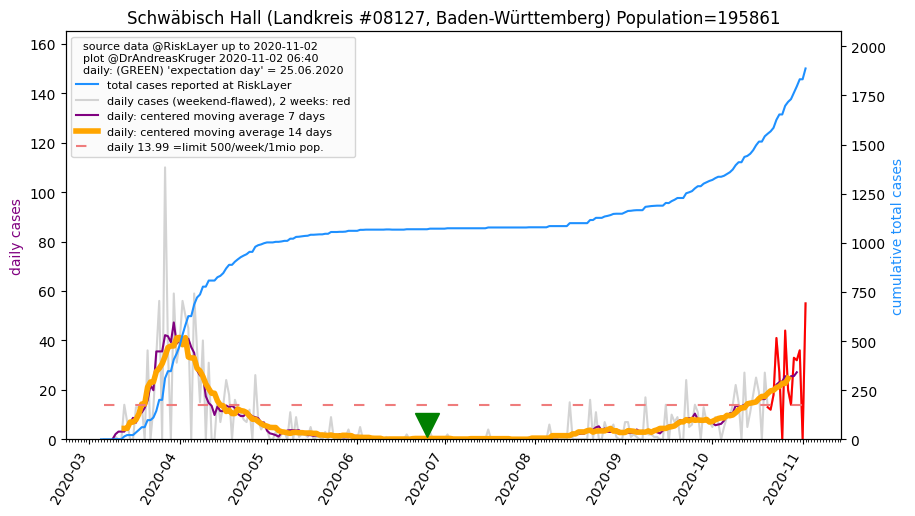 Schwäbisch Hall (Landkreis #08127, Baden-Württemberg) Population=195861
source data @RiskLayer up to 2020-11-02
plot @DrAndreasKruger 2020-11-02 06:40
daily: (GREEN) 'expectation day' = 25.06.2020
total cases reported at RiskLayer
daily cases (weekend-flawed), 2 weeks: red
daily: centered moving average 7 days
daily: centered moving average 14 days
daily 13.99 =limit 500/week/1mio pop.
daily cases
160
140
120
100
80
60
40
20
0
cumulative total cases
2000
1750
1500
1250
1000
750
500
250
0
2020-03
2020-04
2020-05
2020-06
2020-07
2020-08
2020-09
2020-10
2020-11